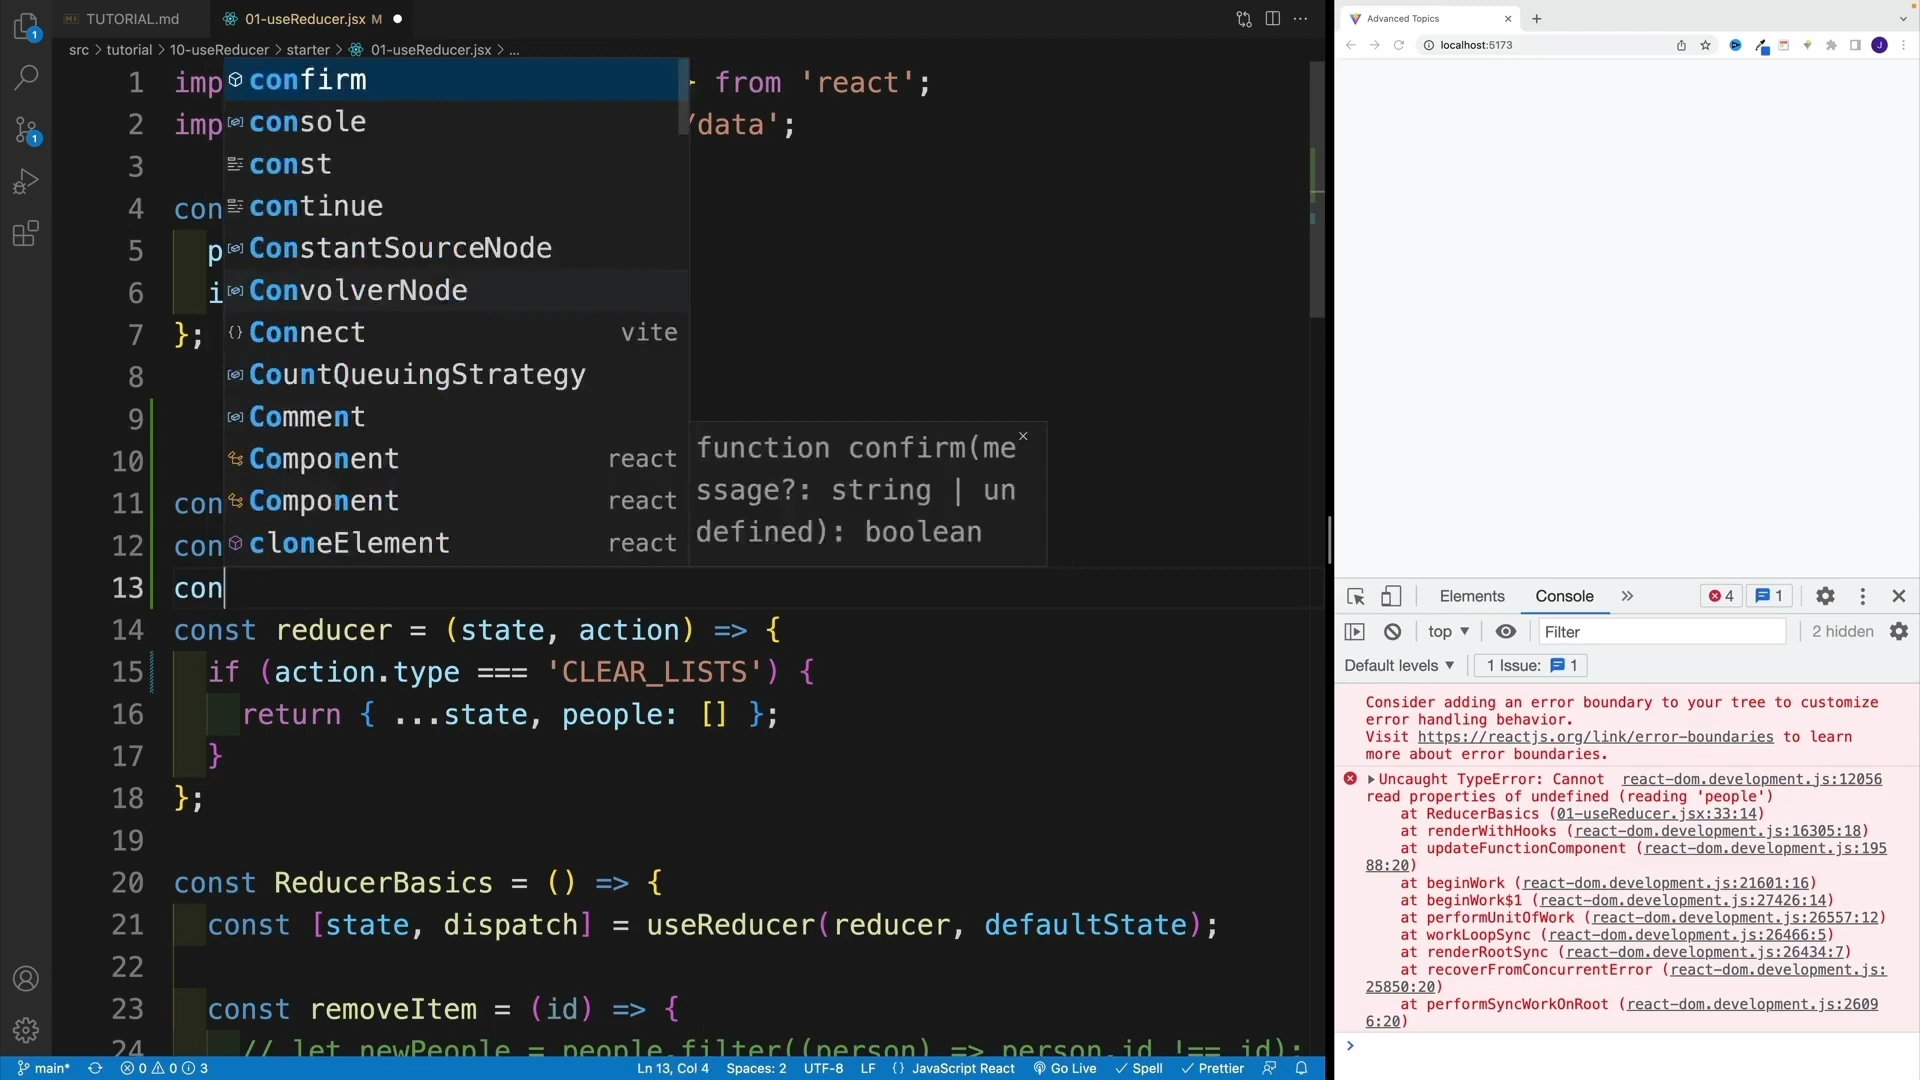 TUTORIAL.md
01-useReducer.jsx M
src > tutorial > 10-useReducer > starter > 01-useReducer.jsx > ...
1 imp from 'react';
2 imp /data';
3
4 con
5 p
6 i
7 };
8
9
10
11 con
12 con
13 con
confirm
console
const
continue
ConstantSourceNode
ConvolverNode
Connect vite
CountQueuingStrategy
Comment
Component react
Component react
cloneElement react
function confirm(me
ssage?: string | un
defined): boolean
14 const reducer = (state, action) => {
15 if (action.type === 'CLEAR_LISTS') {
16 return { ...state, people: [] };
17 }
18 };
19
20 const ReducerBasics = () => {
21 const [state, dispatch] = useReducer(reducer, defaultState);
22
23 const removeItem = (id) => {
24 // let newPeople = people.filter((person) => person.id !== id);
1
1
main* 0 0 3 Ln 13, Col 4 Spaces: 2 UTF-8 LF {} JavaScript React Go Live Spell Prettier
Advanced Topics
localhost:5173
J
Elements Console 4 1
top Filter 2 hidden
Default levels 1 Issue: 1
Consider adding an error boundary to your tree to customize
error handling behavior.
Visit https://reactjs.org/link/error-boundaries to learn
more about error boundaries.
Uncaught TypeError: Cannot react-dom.development.js:12056
read properties of undefined (reading 'people')
at ReducerBasics (01-useReducer.jsx:33:14)
at renderWithHooks (react-dom.development.js:16305:18)
at updateFunctionComponent (react-dom.development.js:195
88:20)
at beginWork (react-dom.development.js:21601:16)
at beginWork$1 (react-dom.development.js:27426:14)
at performUnitOfWork (react-dom.development.js:26557:12)
at workLoopSync (react-dom.development.js:26466:5)
at renderRootSync (react-dom.development.js:26434:7)
at recoverFromConcurrentError (react-dom.development.js:
25850:20)
at performSyncWorkOnRoot (react-dom.development.js:2609
6:20)